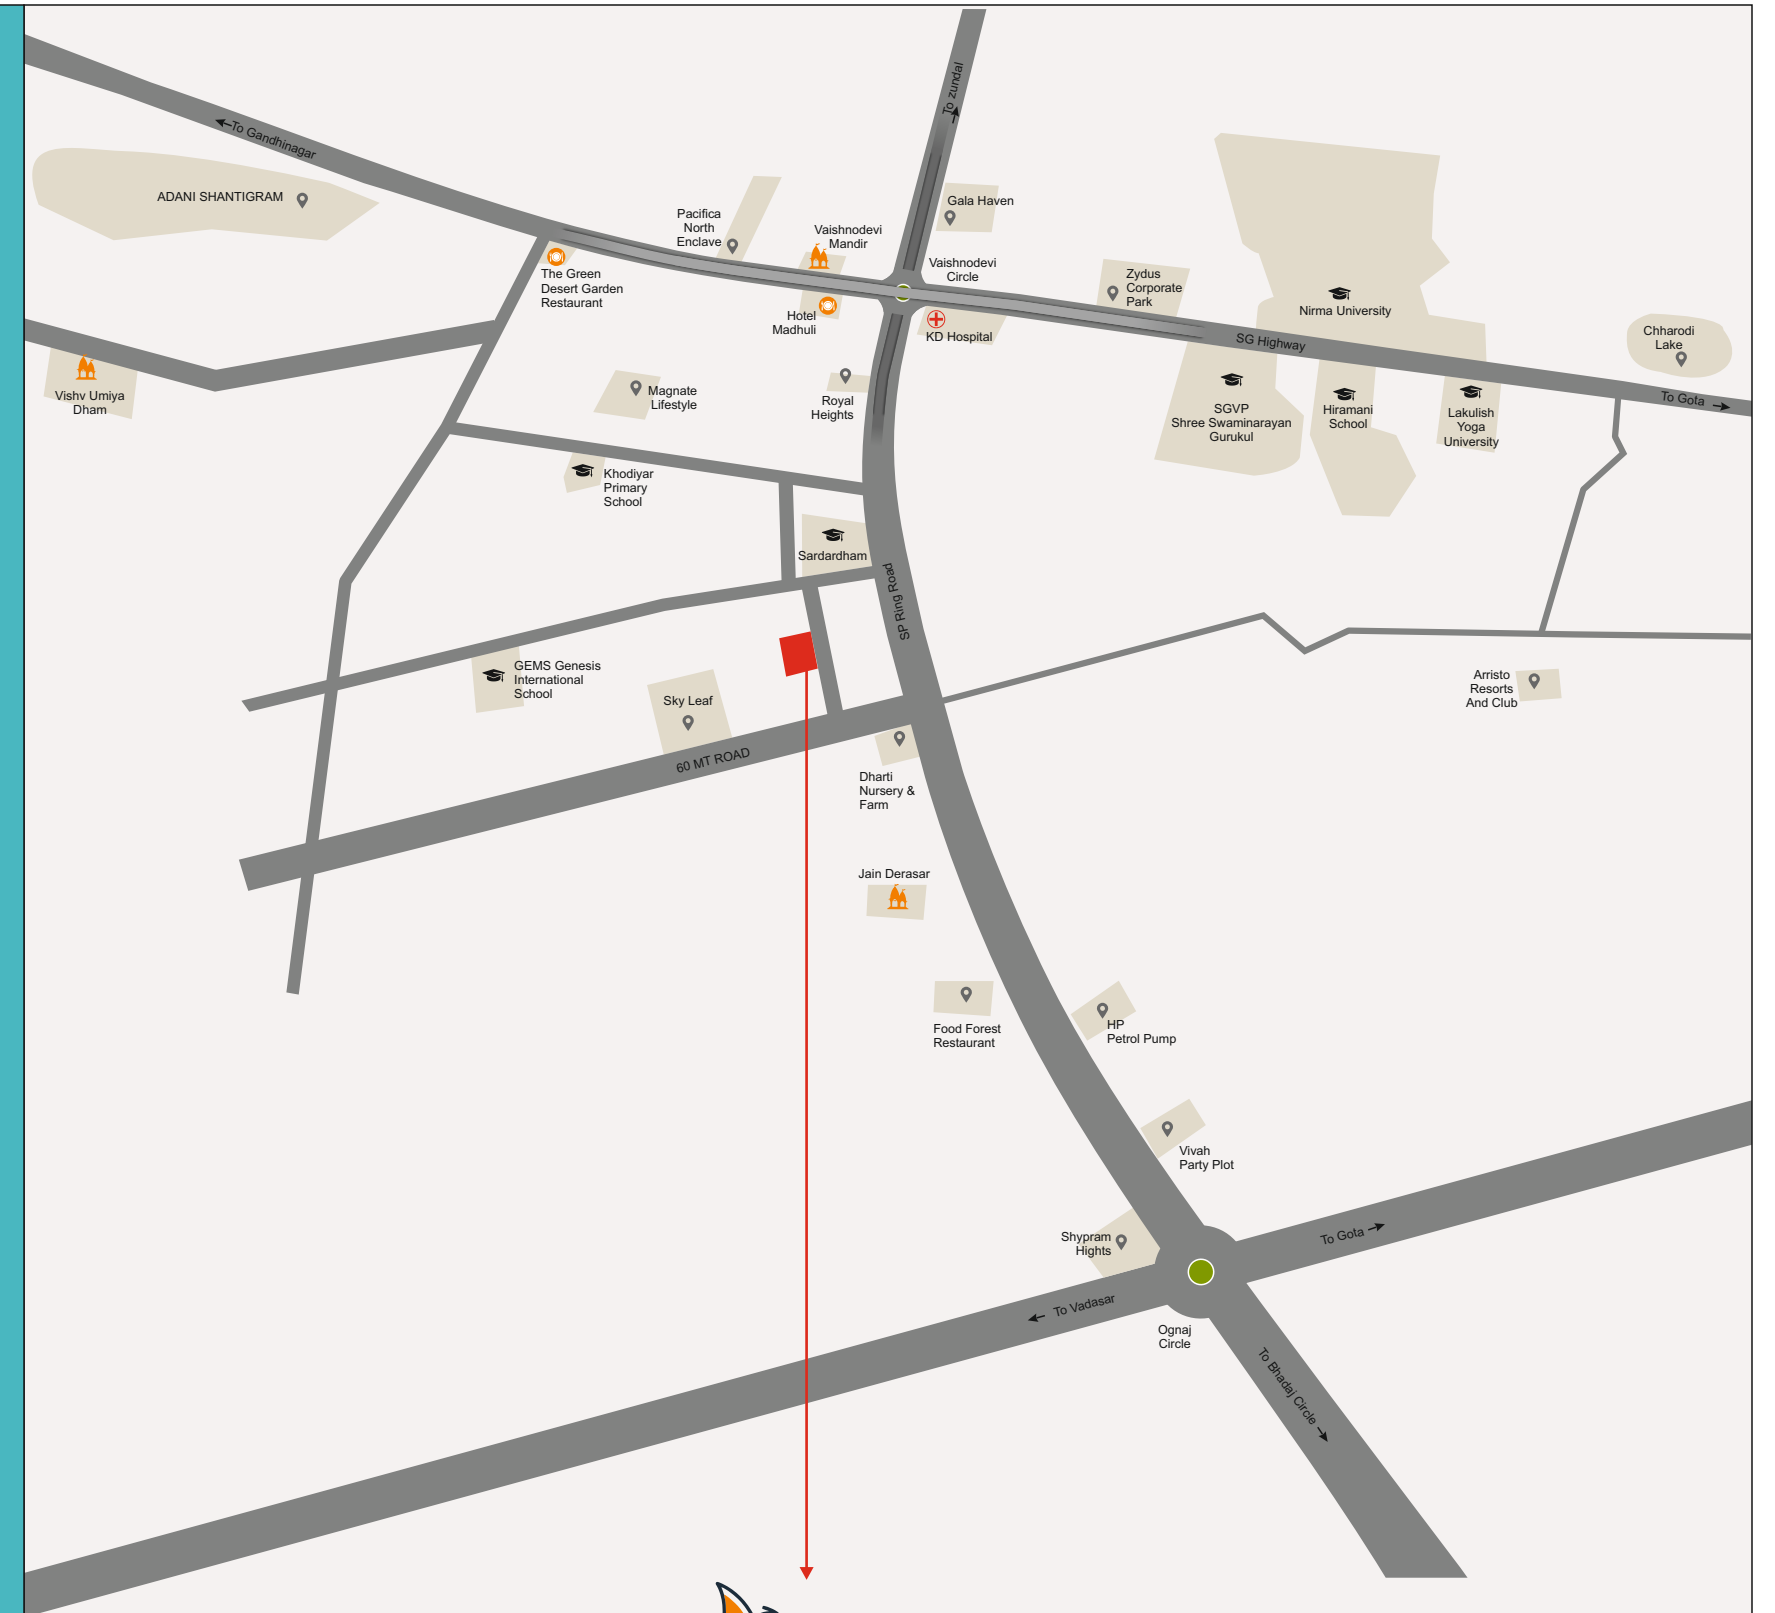 To zundal
To Gandhinagar
ADANI SHANTIGRAM
Pacifica
North
Enclave
Vaishnodevi
Mandir
Gala Haven
Vaishnodevi
Circle
The Green
Desert Garden
Restaurant
Hotel
Madhuli
KD Hospital
Zydus
Corporate
Park
Nirma University
SG Highway
Chharodi
Lake
To Gota
Vishv Umiya
Dham
Magnate
Lifestyle
Royal
Heights
SGVP
Shree Swaminarayan
Gurukul
Hiramani
School
Lakulish
Yoga
University
Khodiyar
Primary
School
Sardardham
SP Ring Road
GEMS Genesis
International
School
Sky Leaf
60 MT ROAD
Arristo
Resorts
And Club
Dharti
Nursery &
Farm
Jain Derasar
Food Forest
Restaurant
HP
Petrol Pump
Vivah
Party Plot
Shypram
Hights
To Gota
To Vadasar
Ognaj
Circle
To Bhadaj Circle